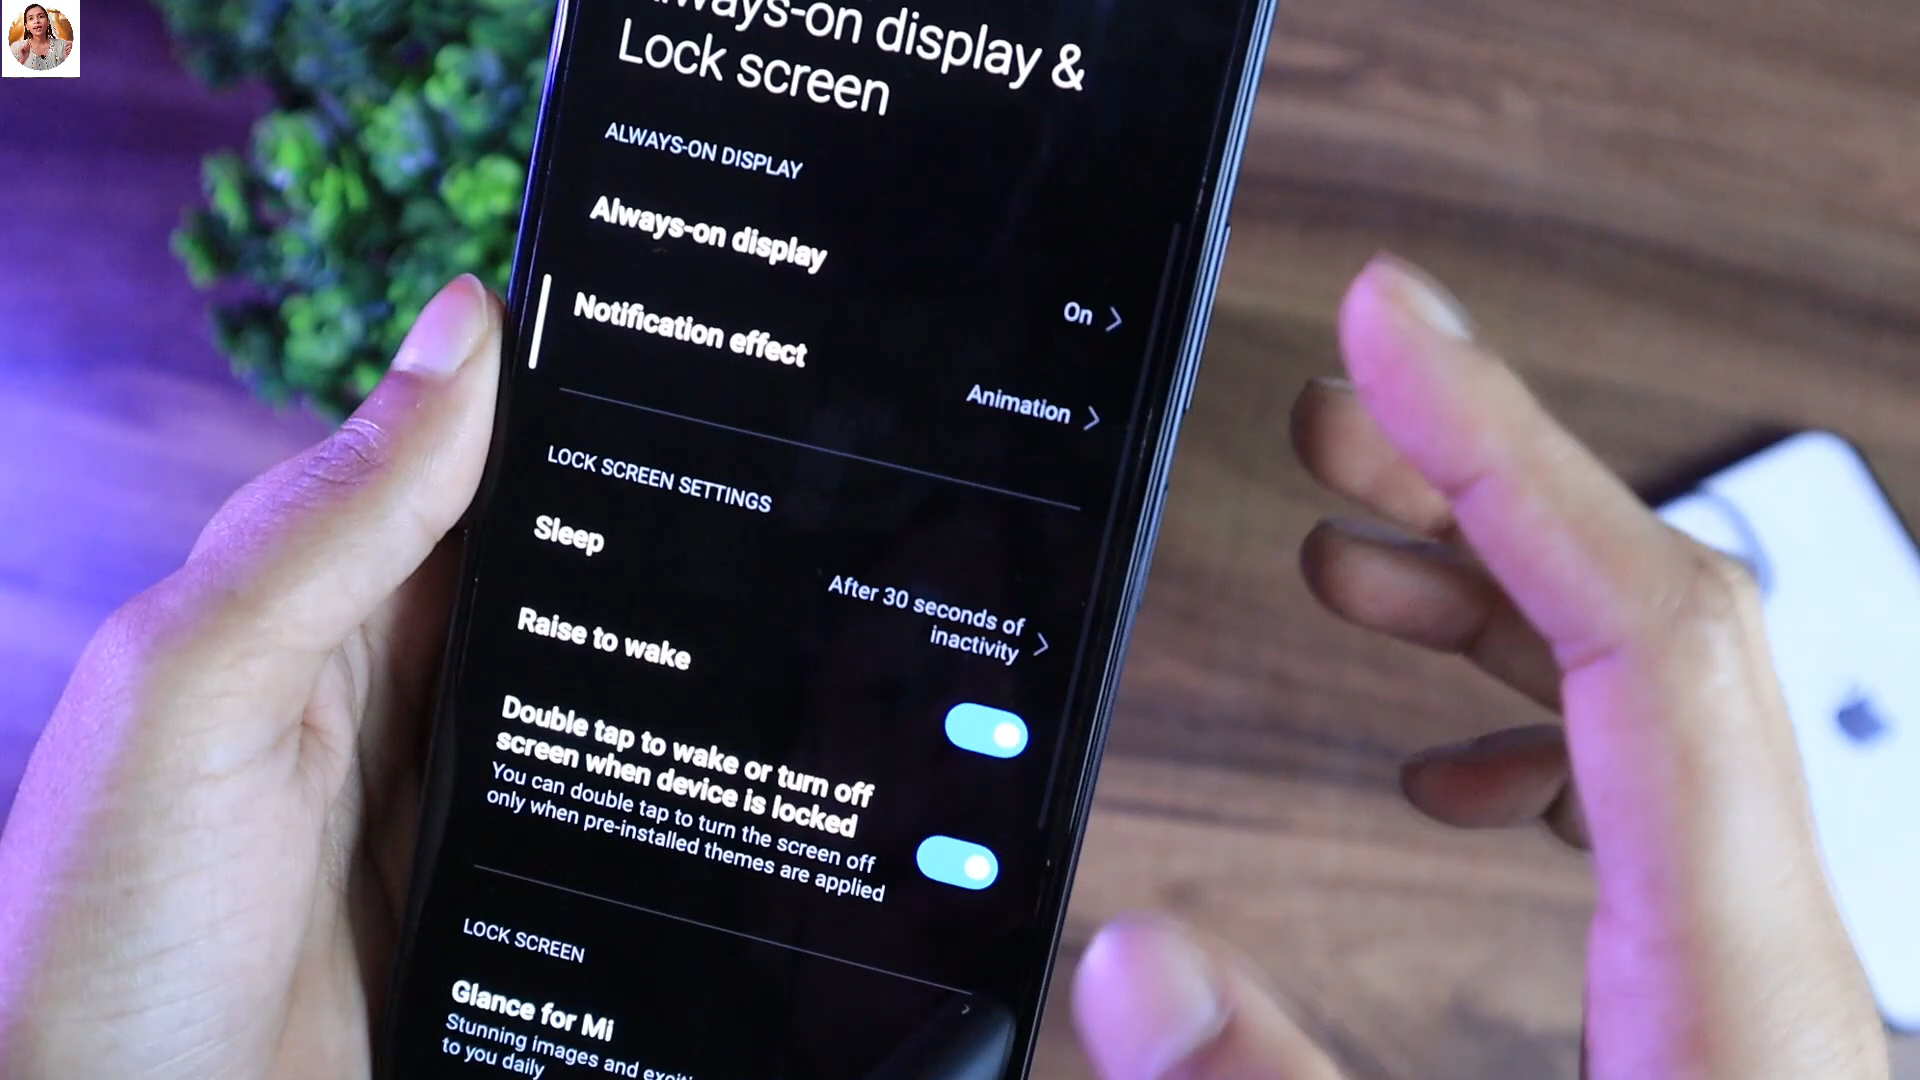 display &
Lock screen
ALWAYS-ON DISPLAY
Always-on display
On
Notification effect
Animation
LOCK SCREEN SETTINGS
Sleep
After 30 seconds of
inactivity
Raise to wake
Double tap to wake or turn off
screen when device is locked
You can double tap to turn the screen off
only when pre-installed themes are applied
LOCK SCREEN
Glance for Mi
Stunning images and
to you daily